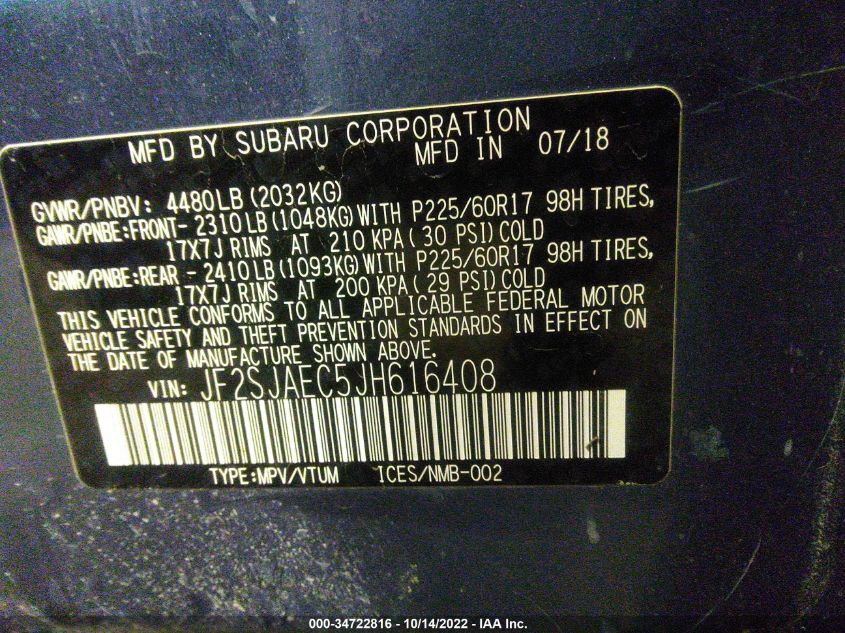 MFD BY SUBARU CORPORATION
MFD IN 07/18
GVWR/PNBV: 4480LB (2032KG)
GAWR/PNBE:FRONT- 2310LB (1048KG) WITH P225/60R17 98H TIRES,
17X7J RIMS AT 210 KPA ( 30 PSI) COLD
GAWR/PNBE:REAR - 2410LB (1093KG) WITH P225/60R17 98H TIRES,
17X7J RIMS AT 200 KPA ( 29 PSI) COLD
THIS VEHICLE CONFORMS TO ALL APPLICABLE FEDERAL MOTOR
VEHICLE SAFETY AND THEFT PREVENTION STANDARDS IN EFFECT ON
THE DATE OF MANUFACTURE SHOWN ABOVE.
VIN: JF2SJAEC5JH616408
TYPE:MPV/VTUM ICES/NMB-002
000-34722816 - 10/14/2022 - IAA Inc.